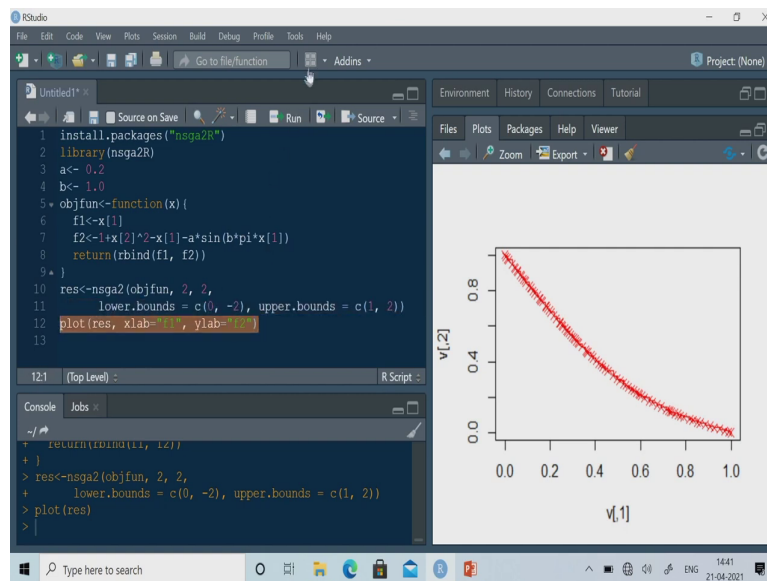 RStudio
File Edit Code View Plots Session Build Debug Profile Tools Help
Go to file/function Addins Project: (None)
Untitled1*
Source on Save Run Source
1 install.packages("nsga2R")
2 library(nsga2R)
3 a<- 0.2
4 b<- 1.0
5 objfun<-function(x){
6 f1<-x[1]
7 f2<-1+x[2]^2-x[1]-a*sin(b*pi*x[1])
8 return(rbind(f1, f2))
9 }
10 res<-nsga2(objfun, 2, 2,
11 lower.bounds = c(0, -2), upper.bounds = c(1, 2))
12 plot(res, xlab="f1", ylab="f2")
13
12:1 (Top Level) R Script
Console Jobs
~/
+ return(rbind(f1, f2))
+ }
> res<-nsga2(objfun, 2, 2,
+ lower.bounds = c(0, -2), upper.bounds = c(1, 2))
> plot(res)
>
Environment History Connections Tutorial
Files Plots Packages Help Viewer
Zoom Export
v[,2]
0.8
0.4
0.0
0.0 0.2 0.4 0.6 0.8 1.0
v[,1]
Type here to search
ENG
14:41
21-04-2021